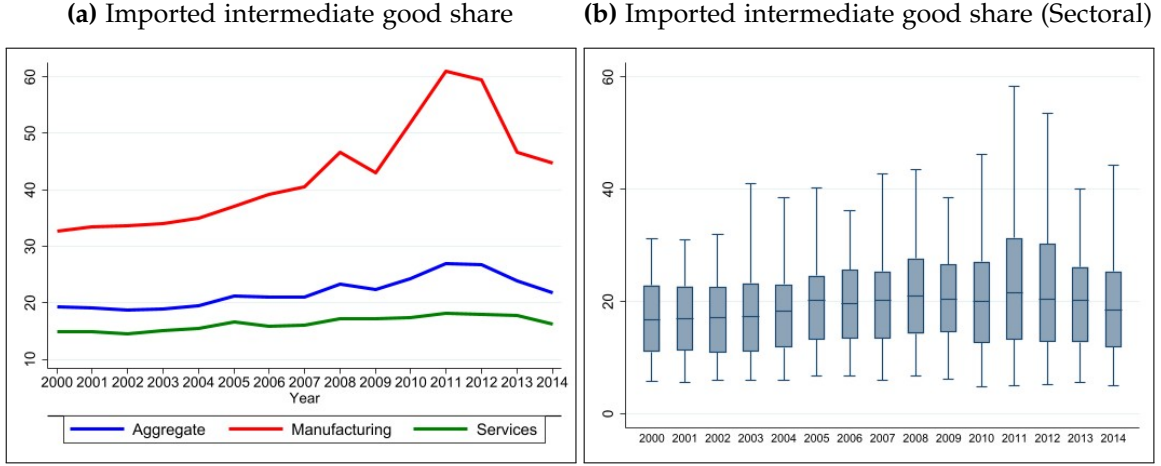 (a) Imported intermediate good share
60
50
40
30
20
10
2000 2001 2002 2003 2004 2005 2006 2007 2008 2009 2010 2011 2012 2013 2014
Year
Aggregate Manufacturing Services
(b) Imported intermediate good share (Sectoral)
60
40
20
0
2000 2001 2002 2003 2004 2005 2006 2007 2008 2009 2010 2011 2012 2013 2014